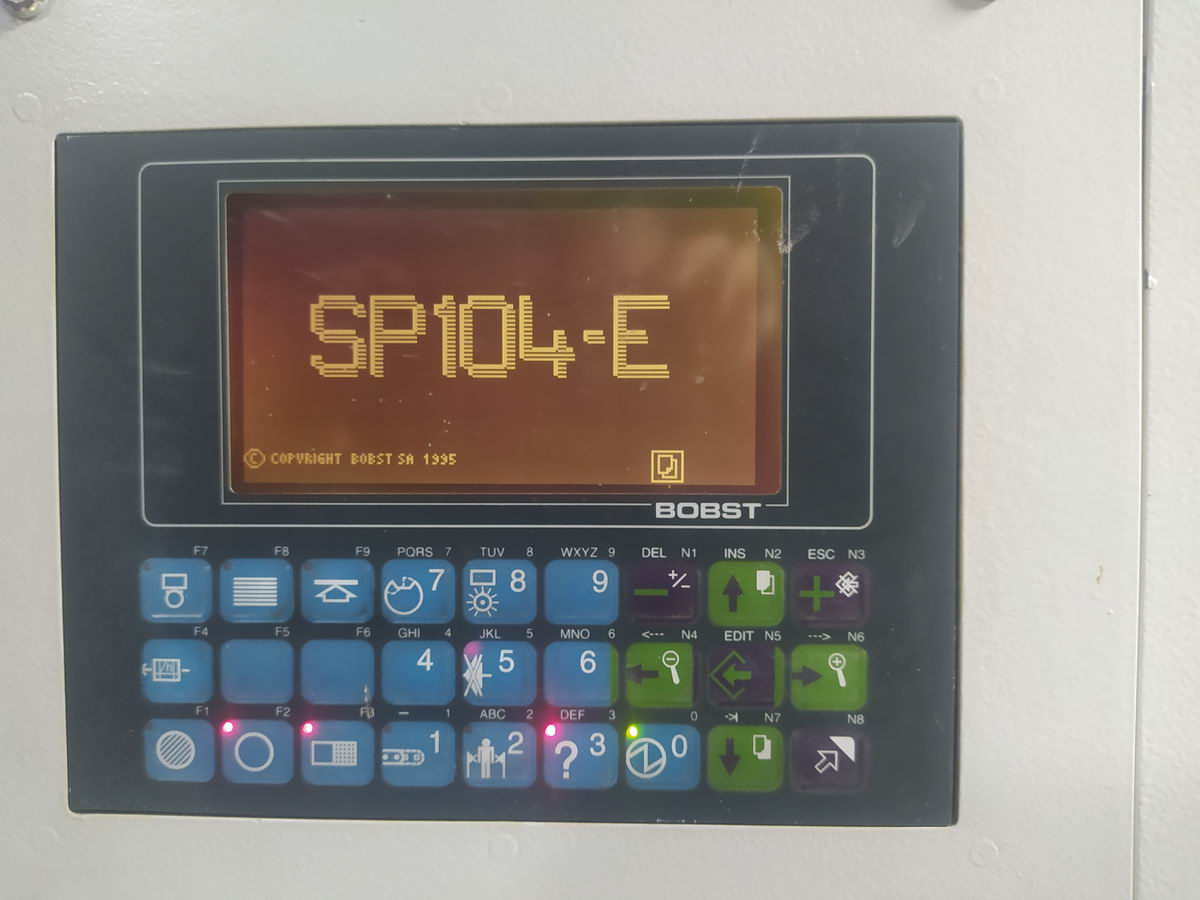 SP104-E
© COPYRIGHT BOBST SA 1995
BOBST
F7 F8 F9 PQRS 7 TUV 8 WXYZ 9 DEL N1 INS N2 ESC N3
7 8 9 +/- +
F4 F5 F6 GHI 4 JKL 5 MNO 6 <--- N4 EDIT N5 ---> N6
4 5 6
F1 F2 F3 — 1 ABC 2 DEF 3 0 N7 N8
1 2 ? 3 0